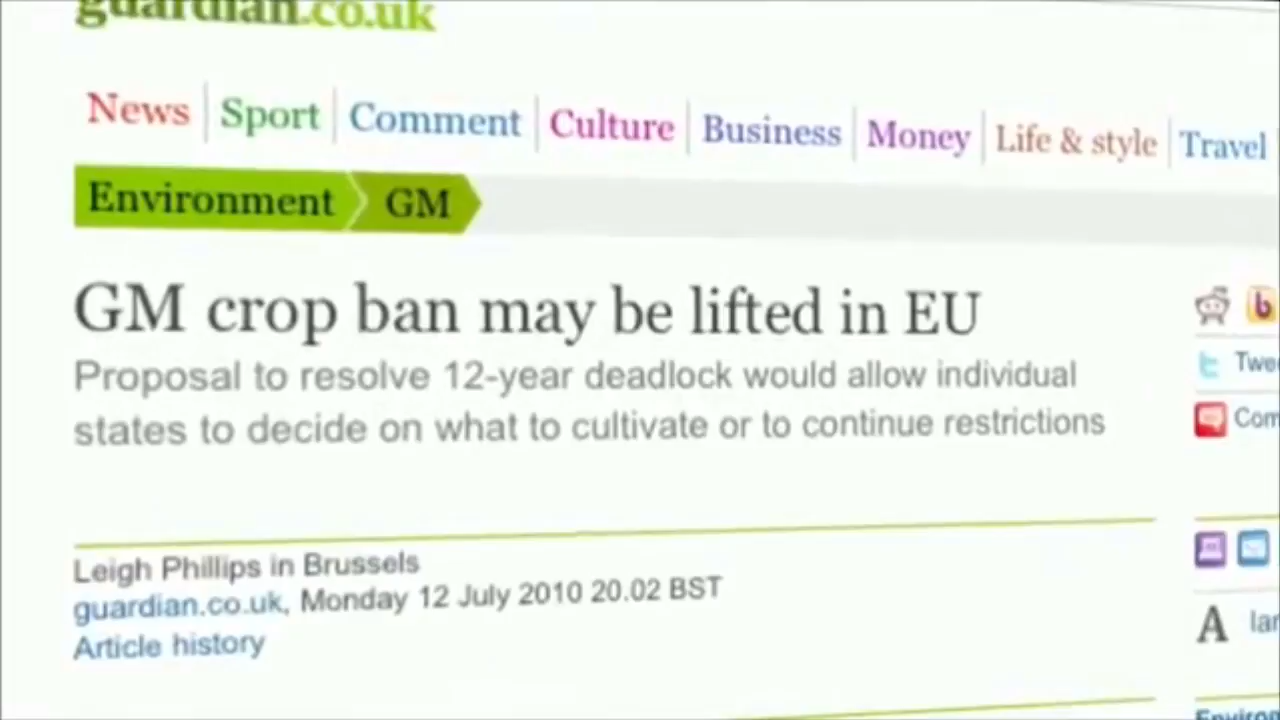 guardian.co.uk
News Sport Comment Culture Business Money Life & style Travel
Environment GM
GM crop ban may be lifted in EU
Proposal to resolve 12-year deadlock would allow individual
states to decide on what to cultivate or to continue restrictions
Twee
Com
Leigh Phillips in Brussels
guardian.co.uk, Monday 12 July 2010 20.02 BST
Article history
A lar